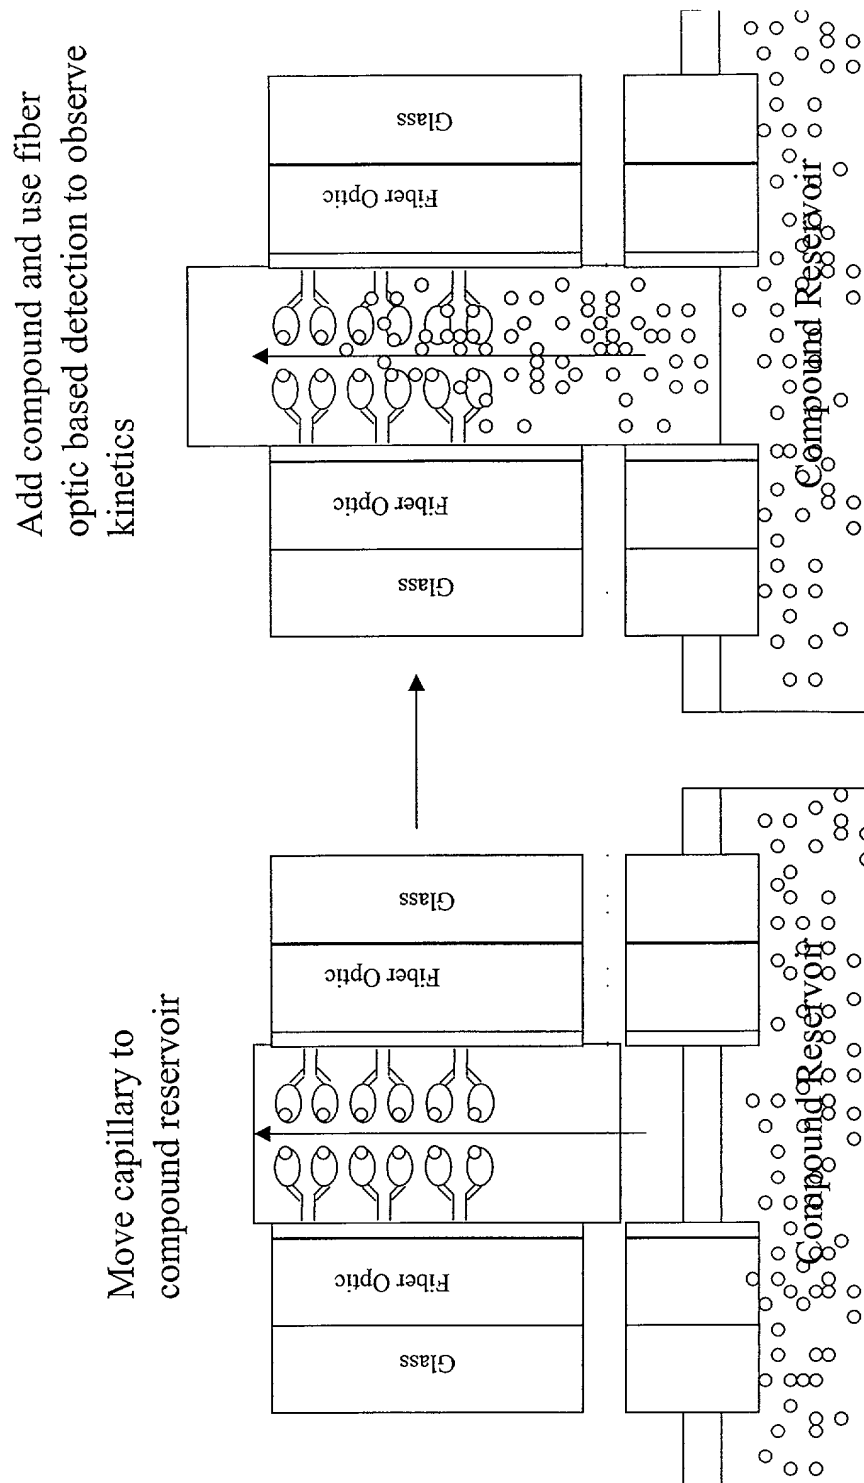 Move capillary to
compound reservoir
Glass
Fiber Optic
Fiber Optic
Glass
Compound Reservoir
Add compound and use fiber
optic based detection to observe
kinetics
Glass
Fiber Optic
Fiber Optic
Glass
Compound Reservoir